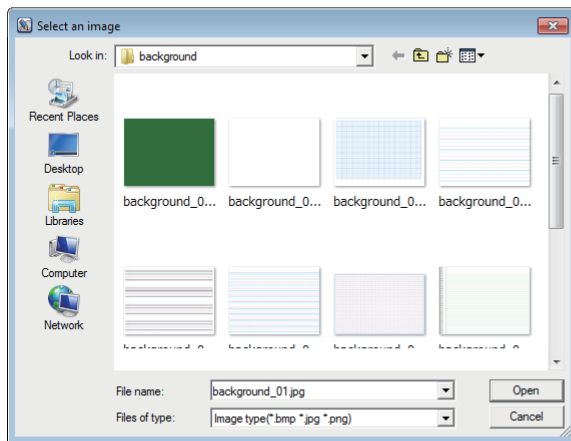 Select an image
Look in:
background
Recent Places
Desktop
Libraries
Computer
Network
background_0... background_0... background_0... background_0...
File name:
background_01.jpg
Open
Files of type:
Image type(*.bmp *.jpg *.png)
Cancel